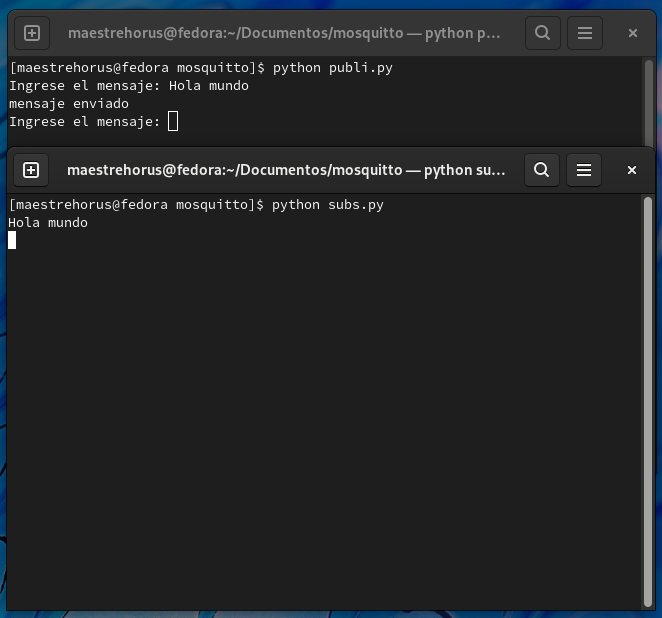 maestrehorus@fedora:~/Documentos/mosquitto — python p…
[maestrehorus@fedora mosquitto]$ python publi.py
Ingrese el mensaje: Hola mundo
mensaje enviado
Ingrese el mensaje:
maestrehorus@fedora:~/Documentos/mosquitto — python su…
[maestrehorus@fedora mosquitto]$ python subs.py
Hola mundo